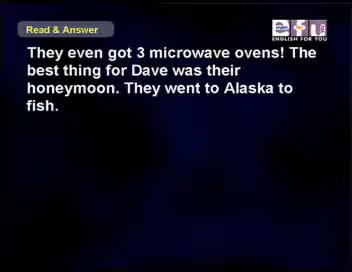 Read & Answer
ENGLISH FOR YOU
They even got 3 microwave ovens! The
best thing for Dave was their
honeymoon. They went to Alaska to
fish.